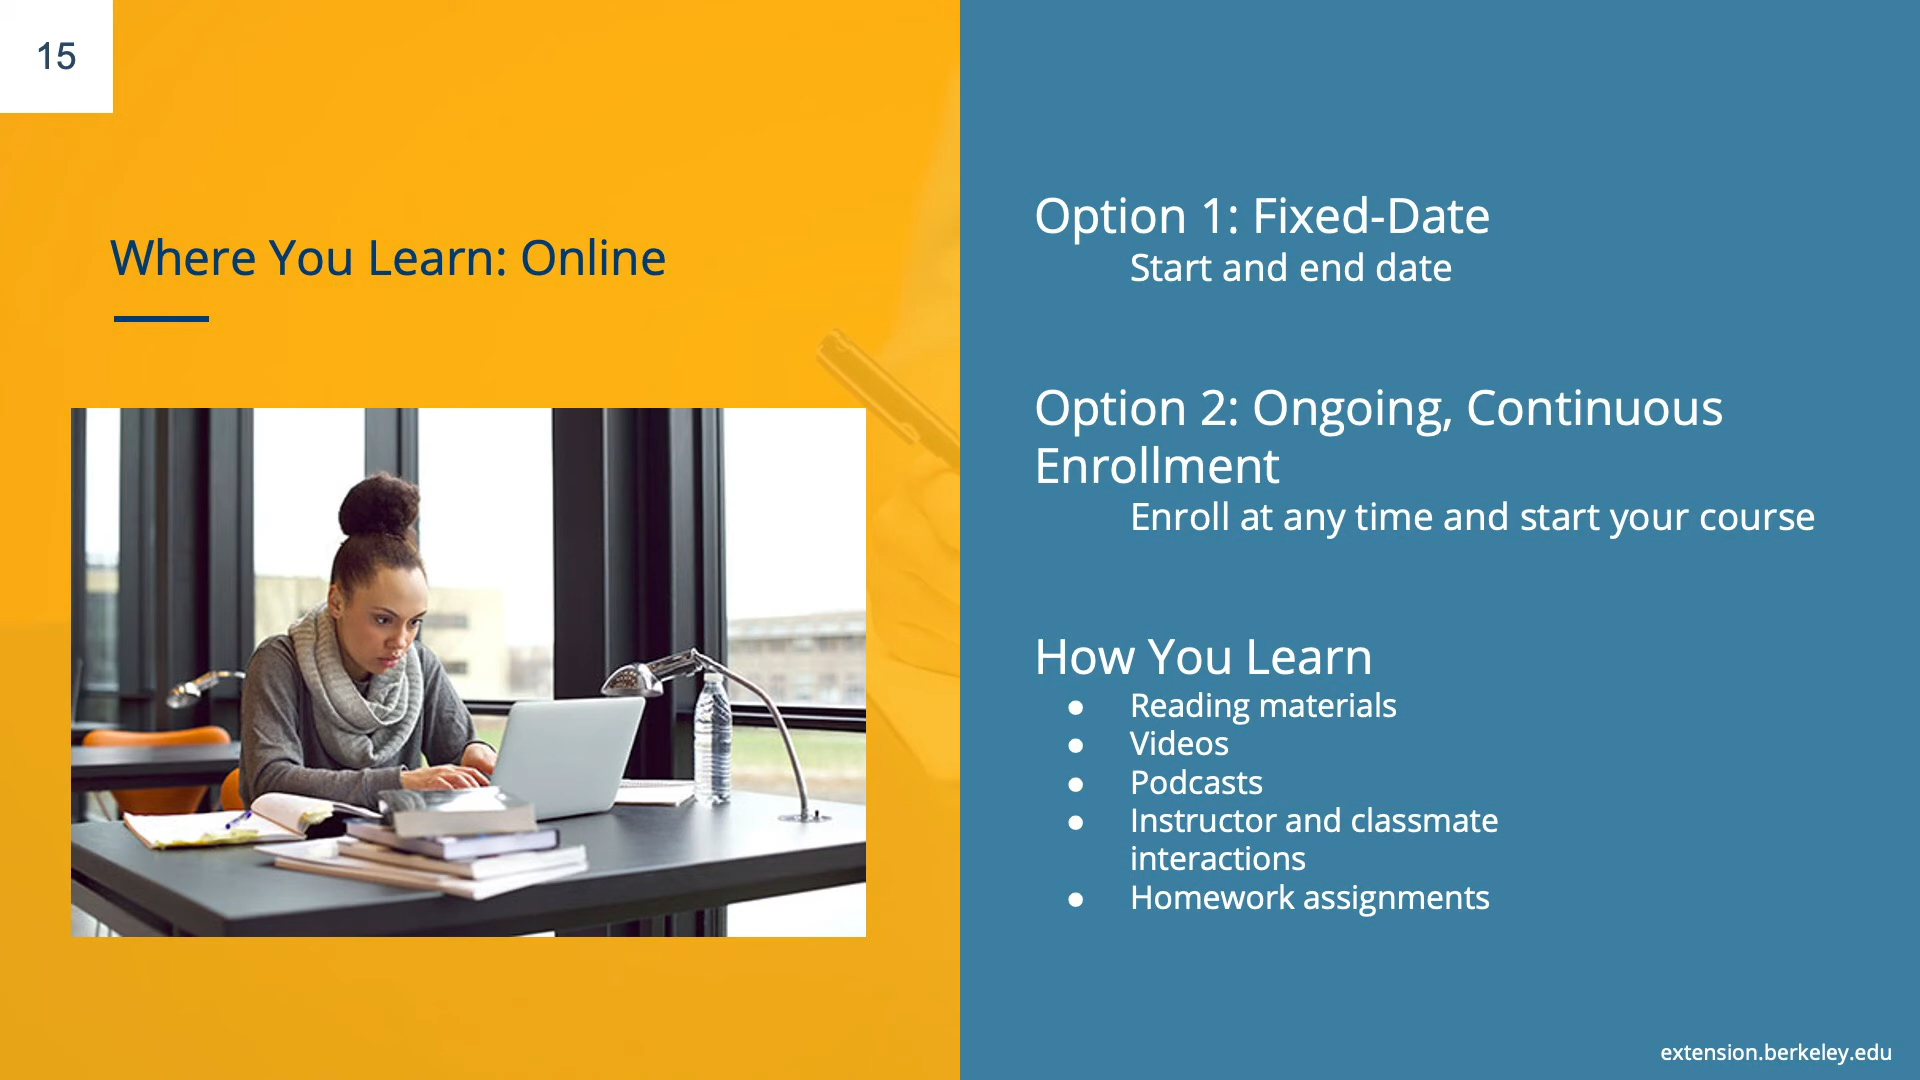 15
Where You Learn: Online
Option 1: Fixed-Date
Start and end date
Option 2: Ongoing, Continuous
Enrollment
Enroll at any time and start your course
How You Learn
● Reading materials
● Videos
● Podcasts
● Instructor and classmate
interactions
● Homework assignments
extension.berkeley.edu